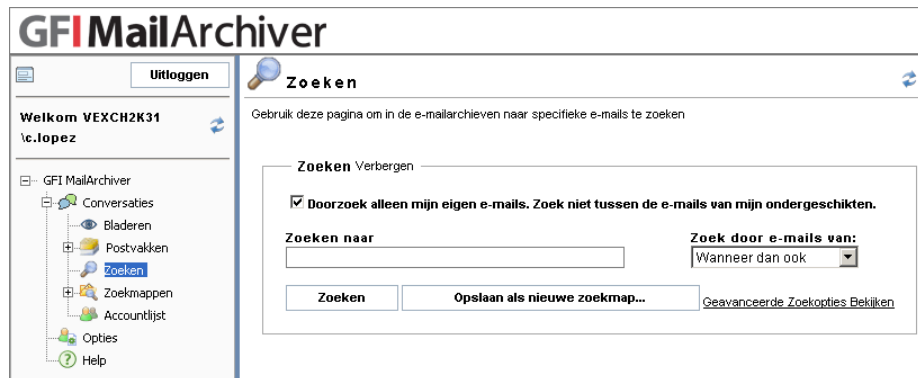 GFI MailArchiver
Uitloggen
Welkom VEXCH2K31
\c.lopez
GFI MailArchiver
Conversaties
Bladeren
Postvakken
Zoeken
Zoekmappen
Accountlijst
Opties
Help
Zoeken
Gebruik deze pagina om in de e-mailarchieven naar specifieke e-mails te zoeken
Zoeken Verbergen
Doorzoek alleen mijn eigen e-mails. Zoek niet tussen de e-mails van mijn ondergeschikten.
Zoeken naar
Zoek door e-mails van:
Wanneer dan ook
Zoeken
Opslaan als nieuwe zoekmap...
Geavanceerde Zoekopties Bekijken